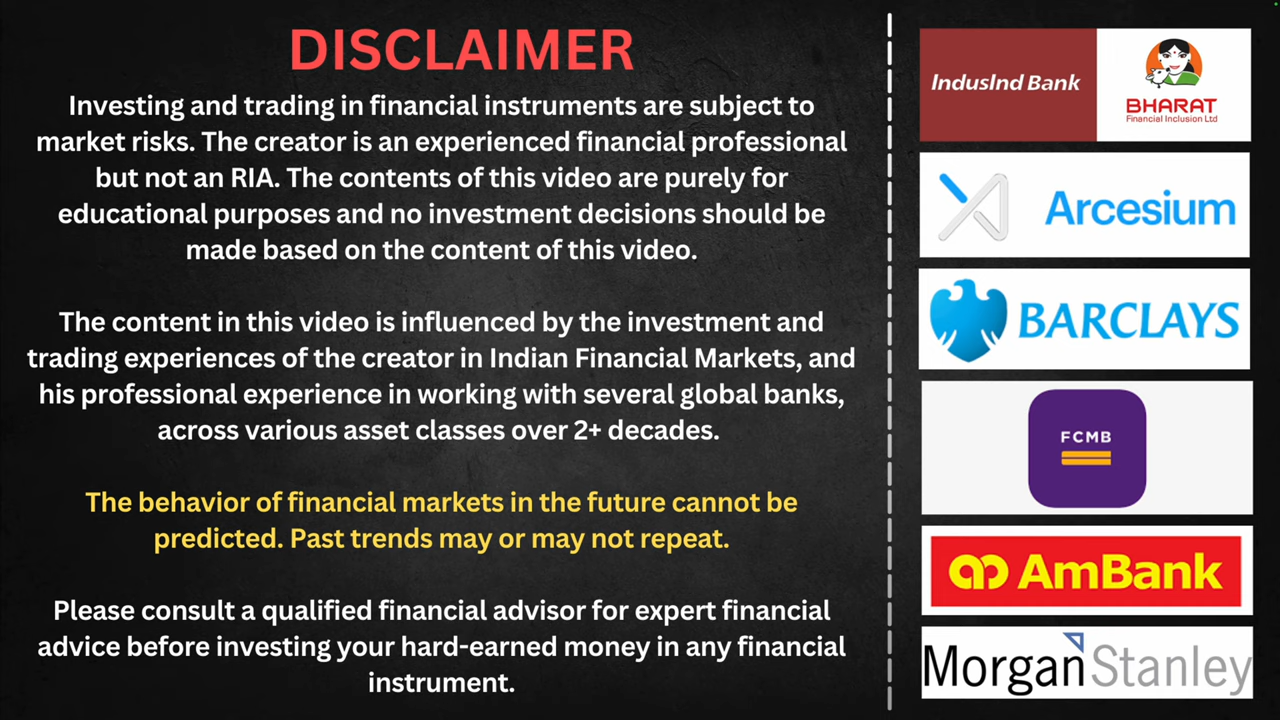 DISCLAIMER
Investing and trading in financial instruments are subject to
market risks. The creator is an experienced financial professional
but not an RIA. The contents of this video are purely for
educational purposes and no investment decisions should be
made based on the content of this video.
The content in this video is influenced by the investment and
trading experiences of the creator in Indian Financial Markets, and
his professional experience in working with several global banks,
across various asset classes over 2+ decades.
The behavior of financial markets in the future cannot be
predicted. Past trends may or may not repeat.
Please consult a qualified financial advisor for expert financial
advice before investing your hard-earned money in any financial
instrument.
IndusInd Bank
BHARAT
Financial Inclusion Ltd
Arcesium
BARCLAYS
FCMB
AmBank
Morgan Stanley